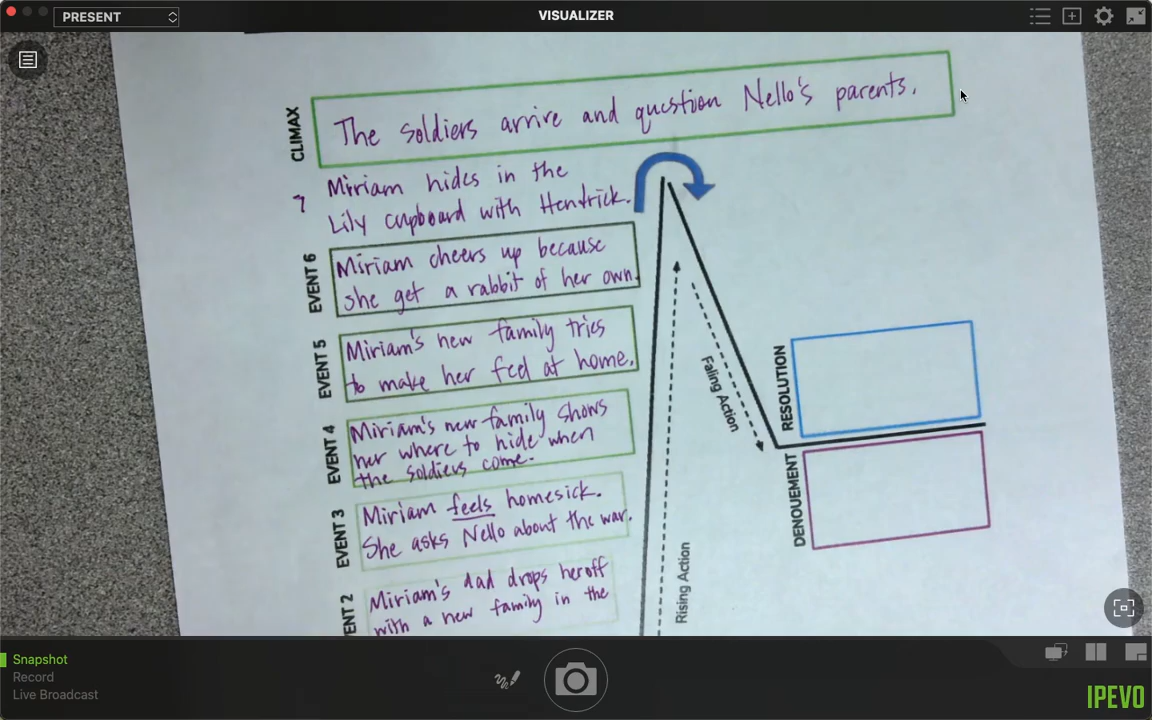 PRESENT
VISUALIZER
CLIMAX
The soldiers arrive and question Nello's parents.
7
Miriam hides in the
Lily cupboard with Hendrick.
EVENT 6
Miriam cheers up because
she get a rabbit of her own.
EVENT 5
Miriam's new family tries
to make her feel at home.
EVENT 4
Miriam's new family shows
her where to hide when
the soldiers come.
EVENT 3
Miriam feels homesick.
She asks Nello about the war.
ENT 2
Miriam's dad drops her off
with a new family in the
Rising Action
Faling Action
RESOLUTION
DENOUEMENT
Snapshot
Record
Live Broadcast
IPEVO